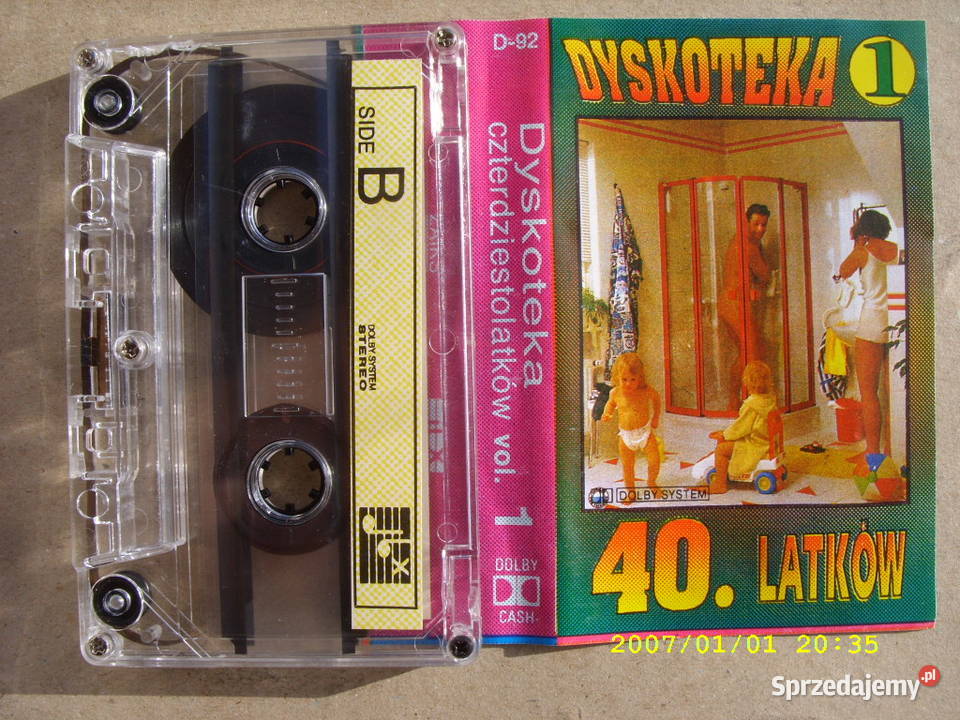 SIDE B
DOLBY SYSTEM
STEREO
D-92
Dyskoteka
czterdziestolatków vol. 1
DOLBY
CASH-
DYSKOTEKA 1
DOLBY SYSTEM
40. LATKÓW
2007/01/01 20:35
Sprzedajemy.pl